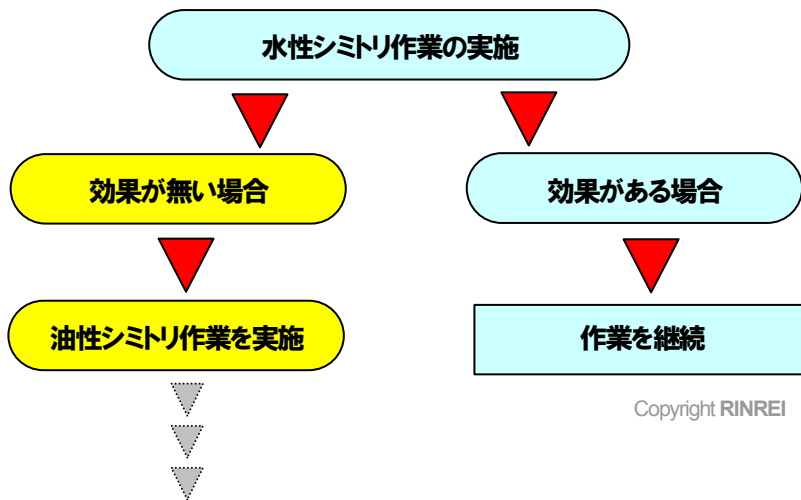 水性シミトリ作業の実施
効果が無い場合
効果がある場合
油性シミトリ作業を実施
作業を継続
Copyright RINREI